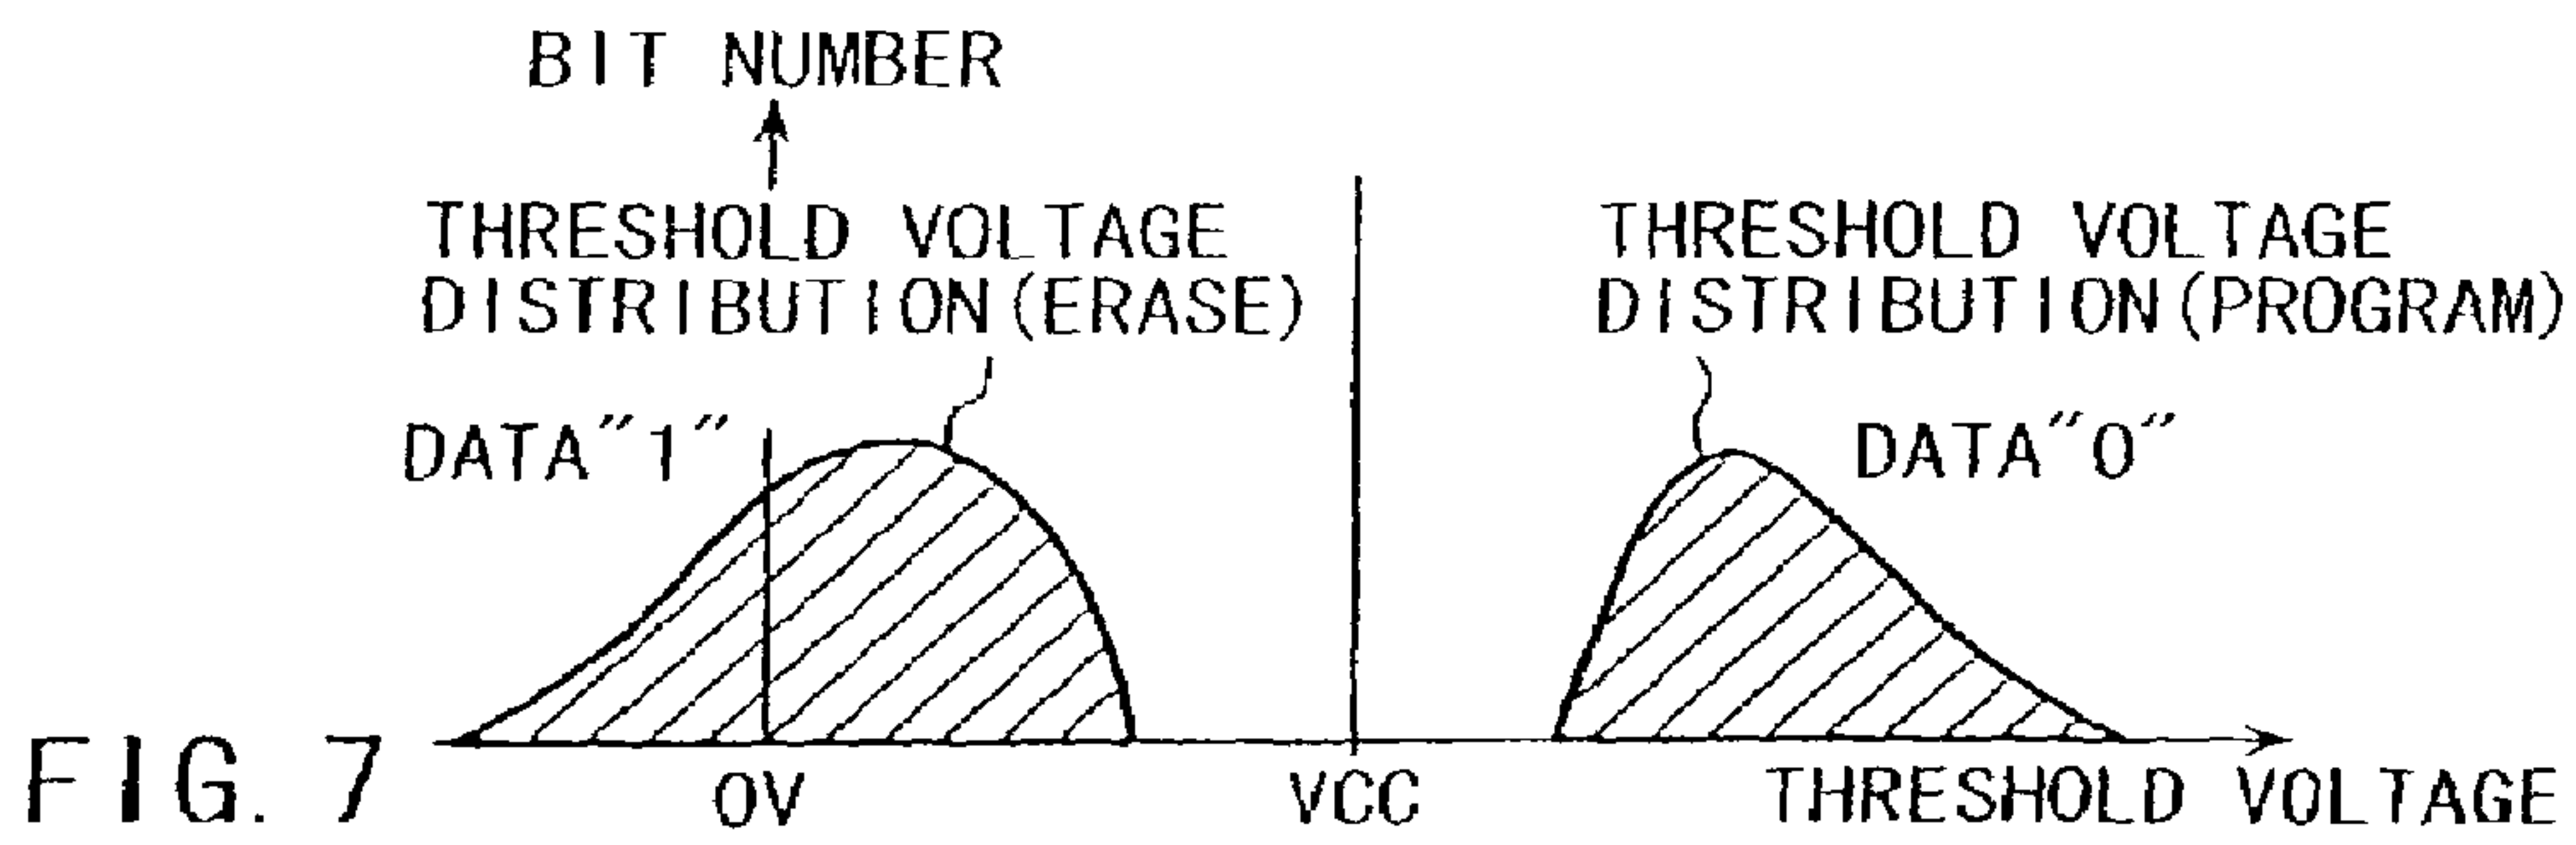 BIT NUMBER
THRESHOLD VOLTAGE
DISTRIBUTION(ERASE)
THRESHOLD VOLTAGE
DISTRIBUTION(PROGRAM)
DATA"1"
DATA"0"
0V
VCC
THRESHOLD VOLTAGE
FIG. 7